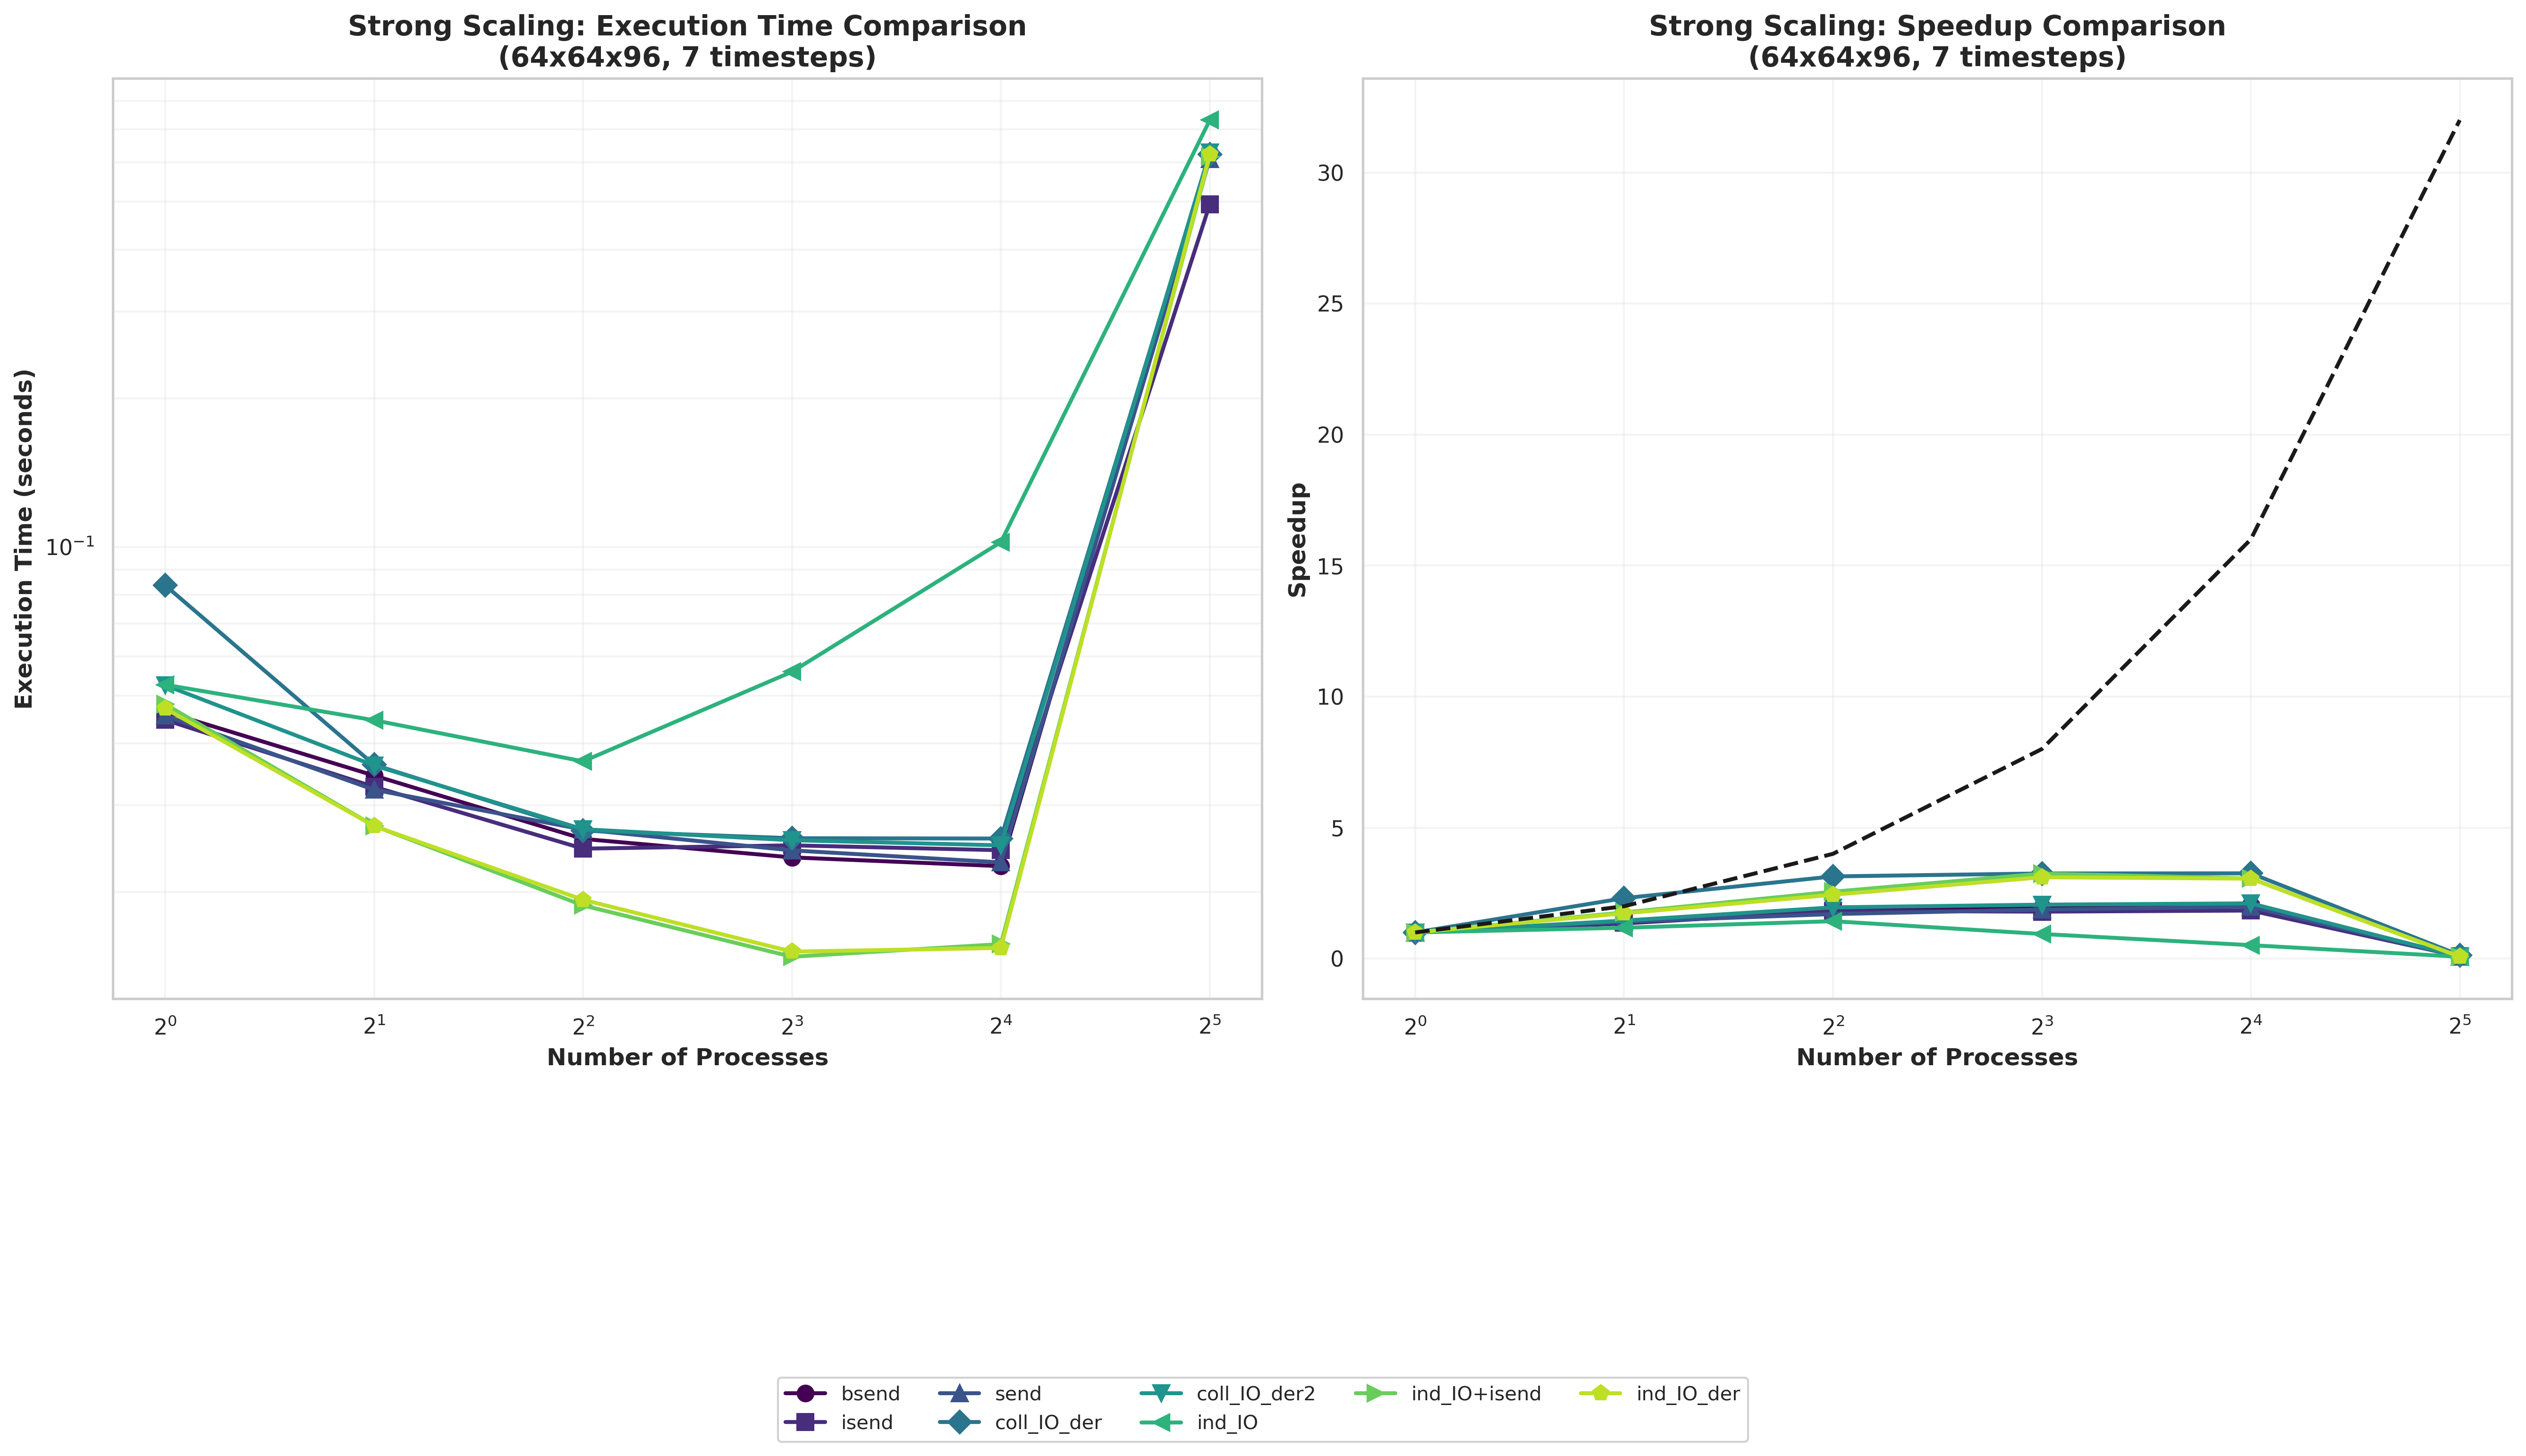 Strong Scaling: Execution Time Comparison
(64x64x96, 7 timesteps)
Execution Time (seconds)
10⁻¹
2⁰ 2¹ 2² 2³ 2⁴ 2⁵
Number of Processes
Strong Scaling: Speedup Comparison
(64x64x96, 7 timesteps)
Speedup
30
25
20
15
10
5
0
2⁰ 2¹ 2² 2³ 2⁴ 2⁵
Number of Processes
bsend send coll_IO_der2 ind_IO+isend ind_IO_der
isend coll_IO_der ind_IO